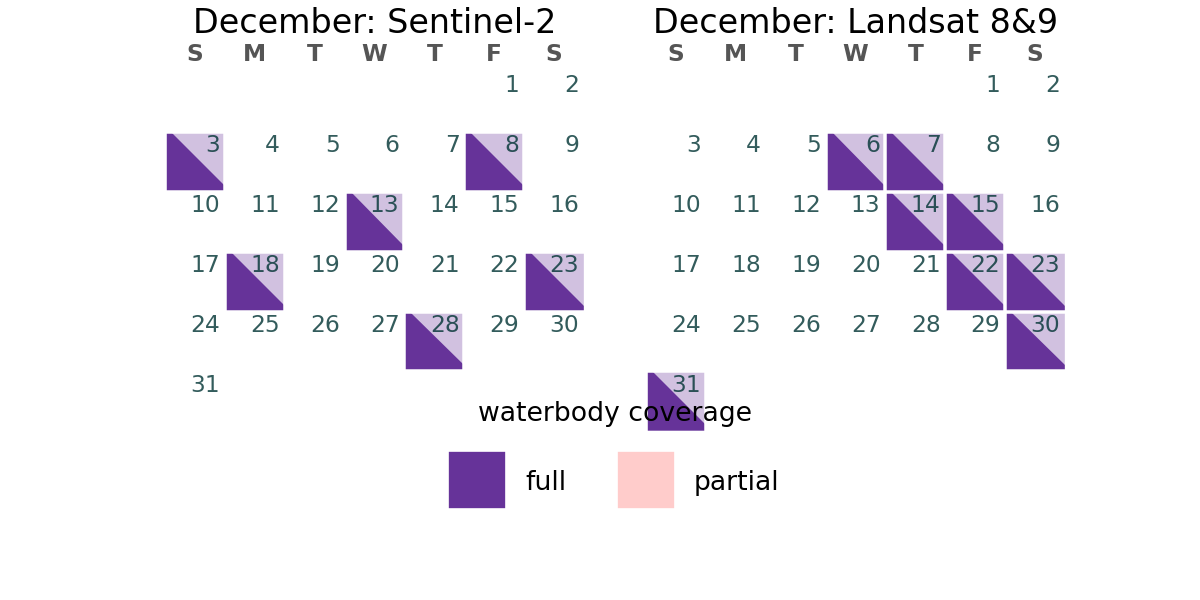 December: Sentinel-2
S M T W T F S
1 2
3 4 5 6 7 8 9
10 11 12 13 14 15 16
17 18 19 20 21 22 23
24 25 26 27 28 29 30
31
December: Landsat 8&9
S M T W T F S
1 2
3 4 5 6 7 8 9
10 11 12 13 14 15 16
17 18 19 20 21 22 23
24 25 26 27 28 29 30
31
waterbody coverage
full partial